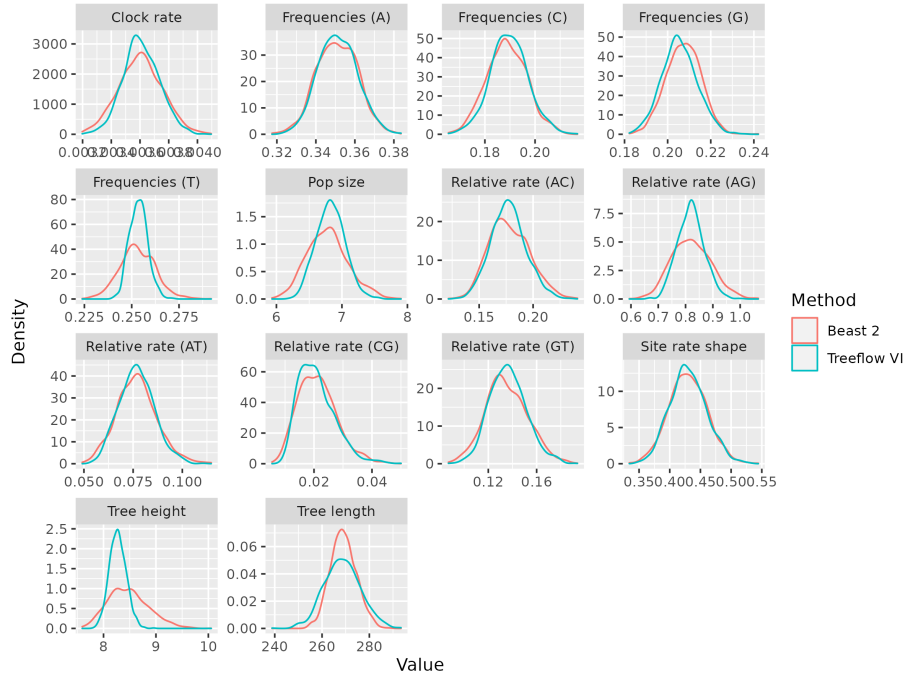 Clock rate Frequencies (A) Frequencies (C) Frequencies (G)
3000 2000 1000 0
30 20 10 0
50 40 30 20 10 0
50 40 30 20 10 0
0.32 0.34 0.36 0.38
0.18 0.20
0.18 0.20 0.22 0.24
Frequencies (T) Pop size Relative rate (AC) Relative rate (AG)
80 60 40 20 0
1.5 1.0 0.5 0.0
20 10 0
7.5 5.0 2.5 0.0
0.225 0.275
6 7 8
0.15 0.20
0.6 0.7 0.8 0.9 1.0
Relative rate (AT) Relative rate (CG) Relative rate (GT) Site rate shape
40 30 20 10 0
60 40 20 0
20 10 0
10 5 0
0.050 0.075 0.100
0.02 0.04
0.12 0.16
0.35 0.40 0.45 0.50 0.55
Tree height Tree length
2.5 2.0 1.5 1.0 0.5 0.0
0.06 0.04 0.02 0.00
8 9 10
240 260 280
Density
Value
Method
Beast 2
Treeflow VI